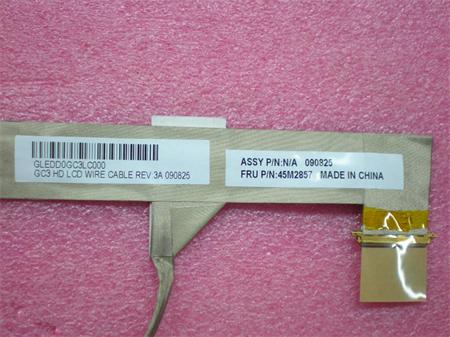 GLEDD0GC3LC000
GC3 HD LCD WIRE CABLE REV:3A 090825
ASSY P/N:N/A 090825
FRU P/N:45M2857 MADE IN CHINA